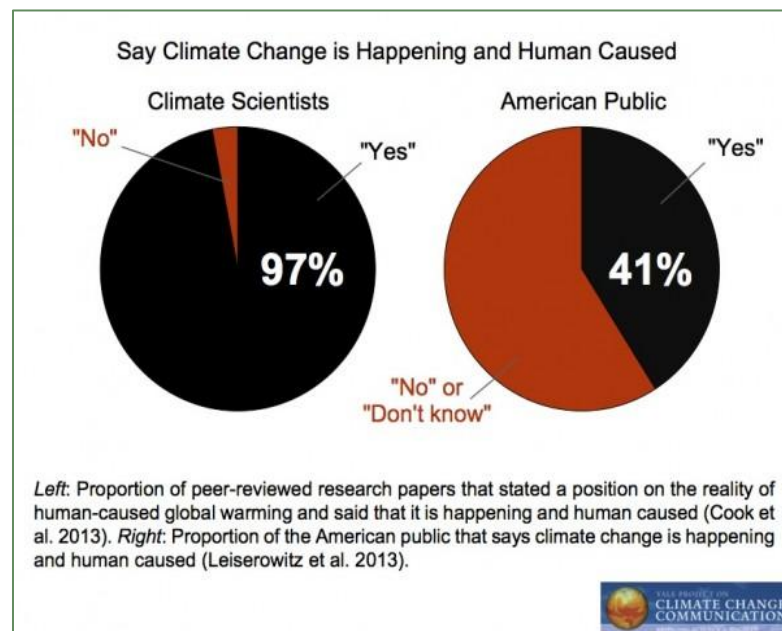 Say Climate Change is Happening and Human Caused
Climate Scientists
American Public
"No"
"Yes"
"Yes"
97%
41%
"No" or
"Don't know"
Left: Proportion of peer-reviewed research papers that stated a position on the reality of
human-caused global warming and said that it is happening and human caused (Cook et
al. 2013). Right: Proportion of the American public that says climate change is happening
and human caused (Leiserowitz et al. 2013).
YALE PROJECT ON
CLIMATE CHANGE
COMMUNICATION